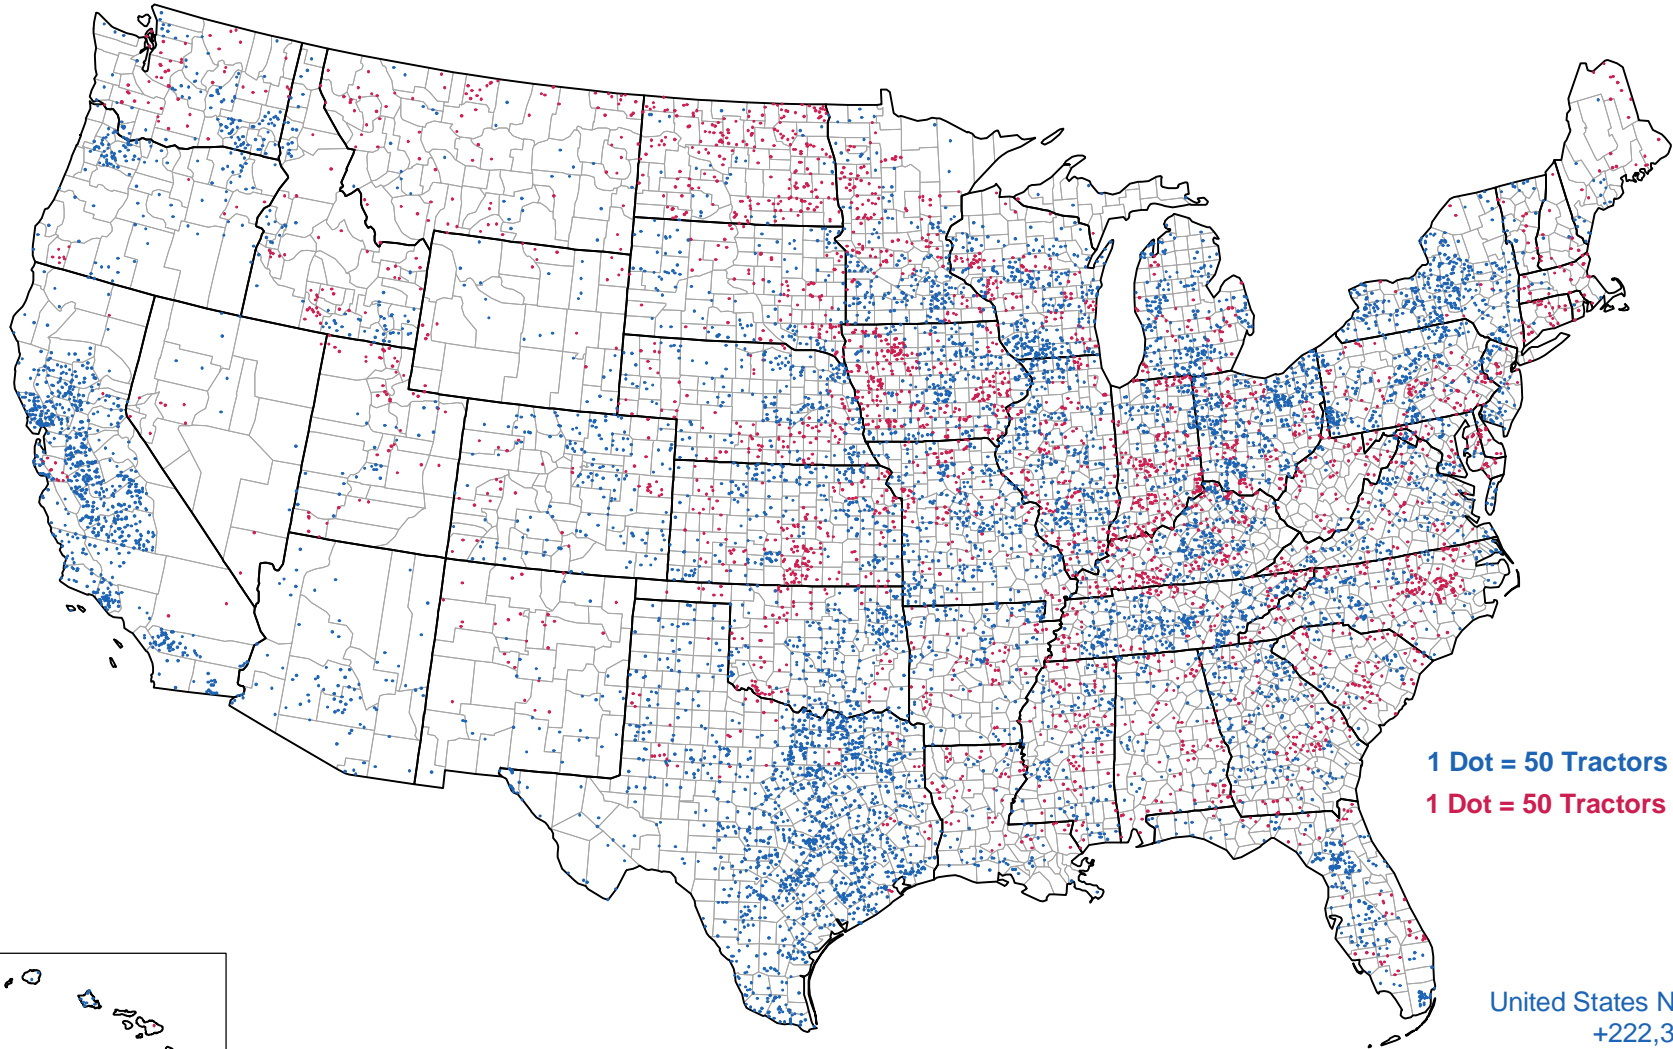 1 Dot = 50 Tractors
1 Dot = 50 Tractors
United States N
+222,3